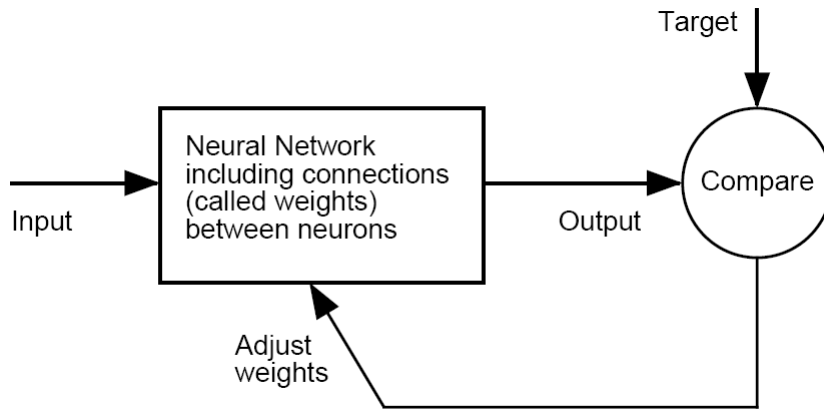 Target
Neural Network
including connections
(called weights)
between neurons
Compare
Input
Output
Adjust
weights